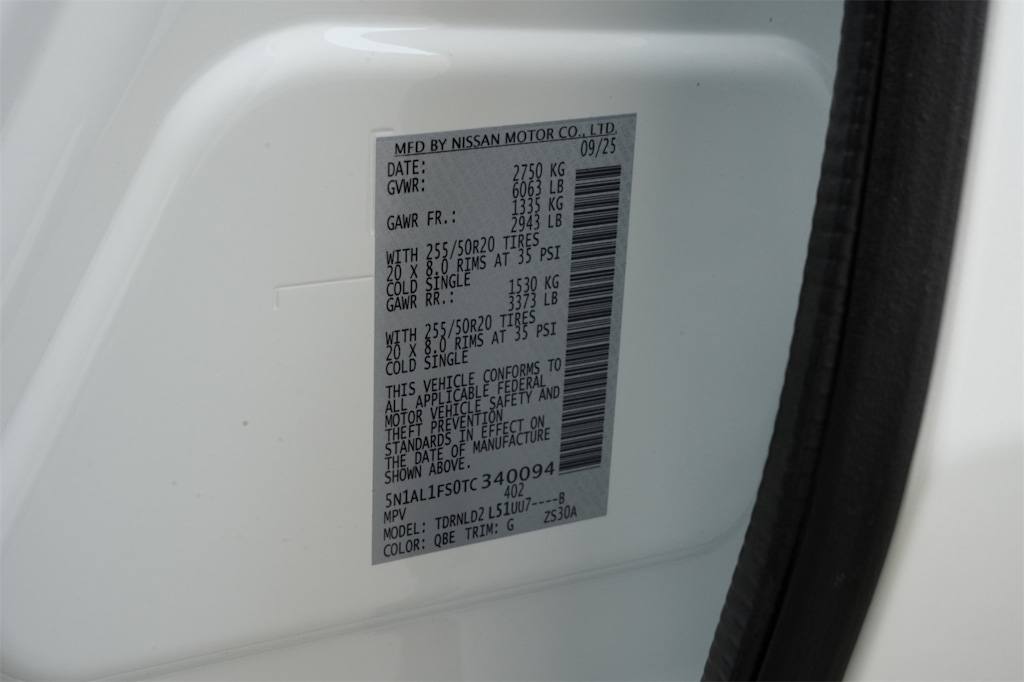 MFD BY NISSAN MOTOR CO., LTD.
DATE: 09/25
GVWR: 2750 KG
6063 LB
GAWR FR.: 1335 KG
2943 LB
WITH 255/50R20 TIRES
20 X 8.0 RIMS AT 35 PSI
COLD SINGLE
GAWR RR.: 1530 KG
3373 LB
WITH 255/50R20 TIRES
20 X 8.0 RIMS AT 35 PSI
COLD SINGLE
THIS VEHICLE CONFORMS TO
ALL APPLICABLE FEDERAL
MOTOR VEHICLE SAFETY AND
THEFT PREVENTION
STANDARDS IN EFFECT ON
THE DATE OF MANUFACTURE
SHOWN ABOVE.
5N1AL1FS0TC340094
MPV 402
MODEL: TDRNLD2 L51UU7----B
COLOR: QBE TRIM: G ZS30A